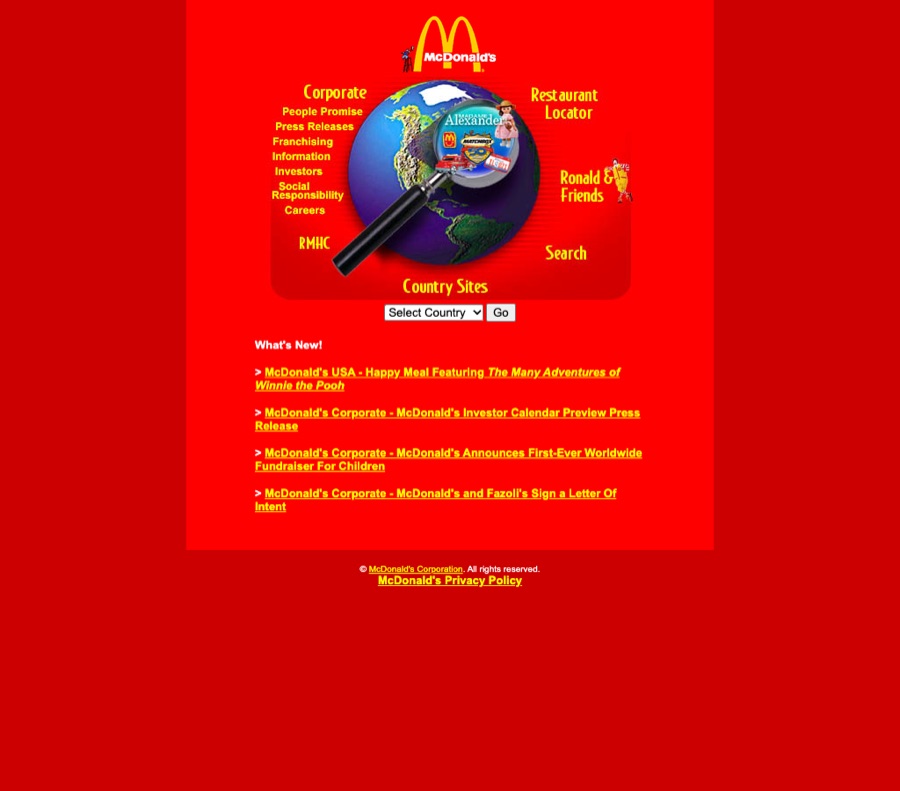 McDonald's
Corporate
People Promise
Press Releases
Franchising
Information
Investors
Social
Responsibility
Careers
RMHC
Alexander
MATCHBOX
Restaurant
Locator
Ronald &
Friends
Search
Country Sites
Select Country
Go
What's New!
> McDonald's USA - Happy Meal Featuring The Many Adventures of
Winnie the Pooh
> McDonald's Corporate - McDonald's Investor Calendar Preview Press
Release
> McDonald's Corporate - McDonald's Announces First-Ever Worldwide
Fundraiser For Children
> McDonald's Corporate - McDonald's and Fazoli's Sign a Letter Of
Intent
© McDonald's Corporation. All rights reserved.
McDonald's Privacy Policy